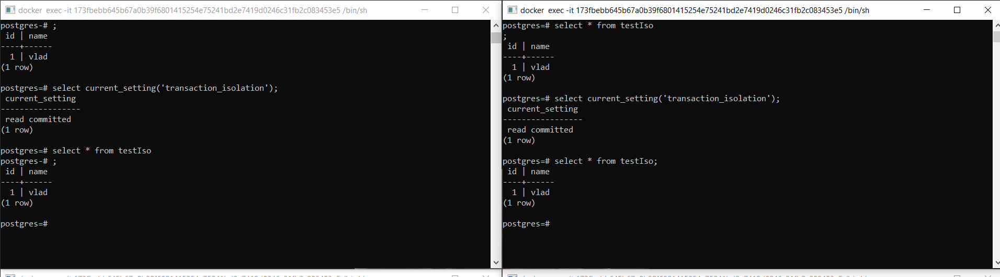 docker  exec -it 173fbebb645b67a0b39f6801415254e75241bd2e7419d0246c31fb2c083453e5 /bin/sh
postgres-# ;
 id | name
----+------
  1 | vlad
(1 row)

postgres=# select current_setting('transaction_isolation');
 current_setting
-----------------
 read committed
(1 row)

postgres=# select * from testIso
postgres-# ;
 id | name
----+------
  1 | vlad
(1 row)

postgres=#
docker  exec -it 173fbebb645b67a0b39f6801415254e75241bd2e7419d0246c31fb2c083453e5 /bin/sh
postgres=# select * from testIso
;
 id | name
----+------
  1 | vlad
(1 row)

postgres=# select current_setting('transaction_isolation');
 current_setting
-----------------
 read committed
(1 row)

postgres=# select * from testIso;
 id | name
----+------
  1 | vlad
(1 row)

postgres=#